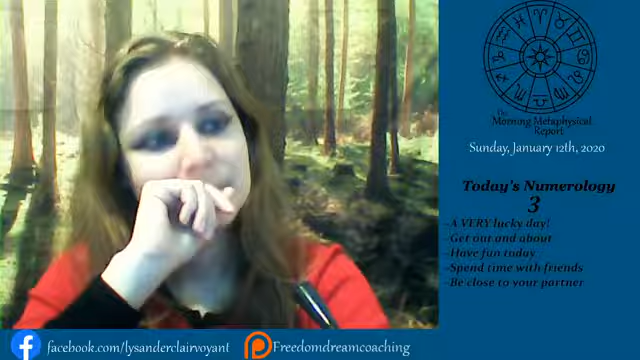 The
Morning Metaphysical
Report
Sunday, January 12th, 2020
Today's Numerology
3
-A VERY lucky day!
-Get out and about
-Have fun today
-Spend time with friends
-Be close to your partner
facebook.com/lysanderclairvoyant
Freedomdreamcoaching